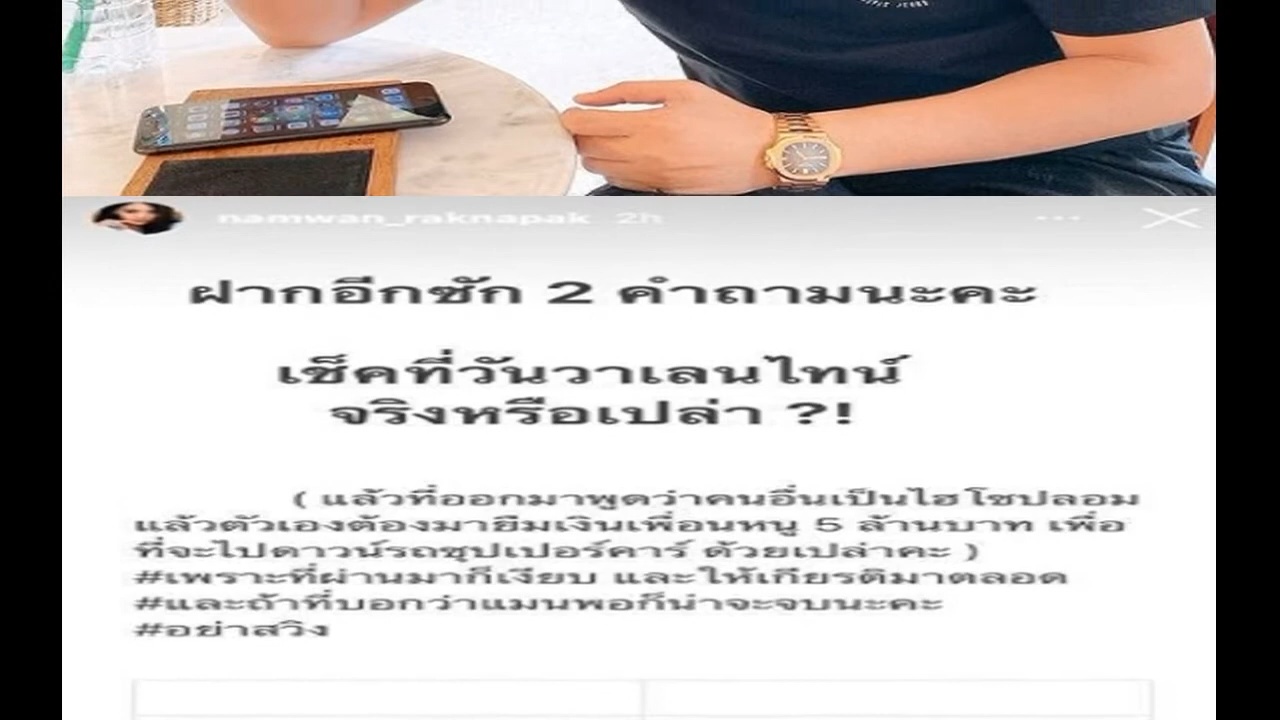 namwan_raknapak 2h
ฝากอีกซัก 2 คำถามนะคะ
เช็คที่วันวาเลนไทน์
จริงหรือเปล่า ?!
( แล้วที่ออกมาพูดว่าคนอื่นเป็นไฮโซปลอม
แล้วตัวเองต้องมายืมเงินเพื่อนหนู 5 ล้านบาท เพื่อ
ที่จะไปดาวน์รถซุปเปอร์คาร์ ด้วยเปล่าคะ )
#เพราะที่ผ่านมาก็เงียบ และให้เกียรติมาตลอด
#และถ้าที่บอกว่าแมนพอก็น่าจะจบนะคะ
#อย่าสวิง